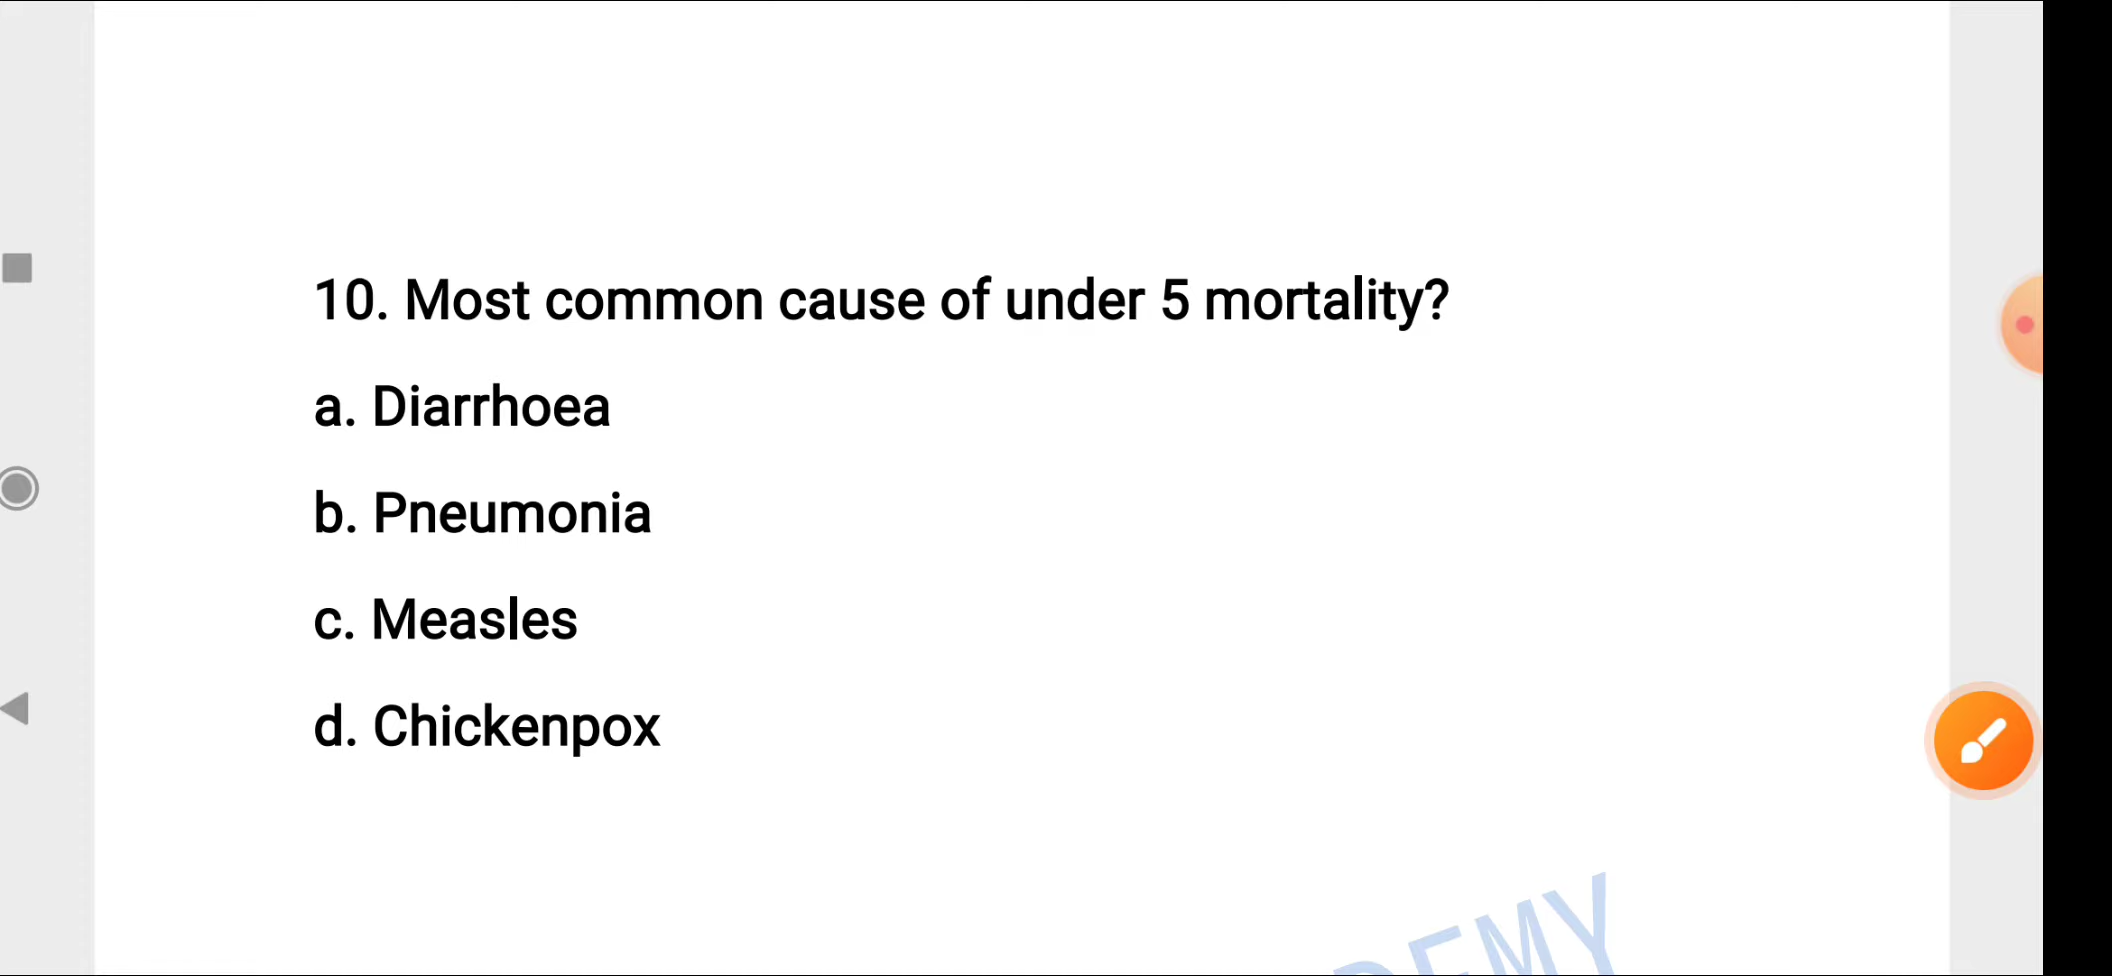 10. Most common cause of under 5 mortality?
a. Diarrhoea
b. Pneumonia
c. Measles
d. Chickenpox